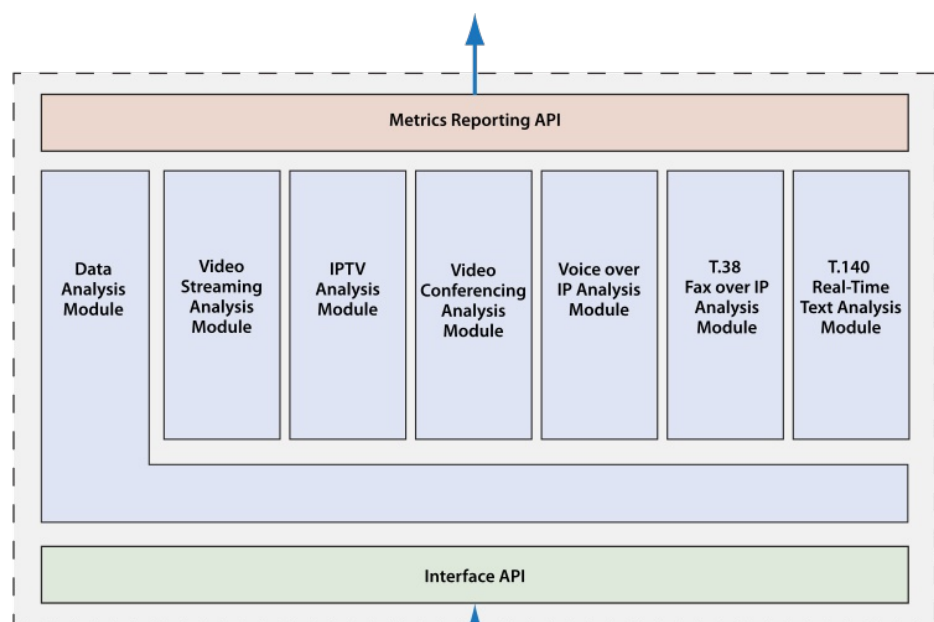 Metrics Reporting API
Data
Analysis
Module
Video
Streaming
Analysis
Module
IPTV
Analysis
Module
Video
Conferencing
Analysis
Module
Voice over
IP Analysis
Module
T.38
Fax over IP
Analysis
Module
T.140
Real-Time
Text Analysis
Module
Interface API